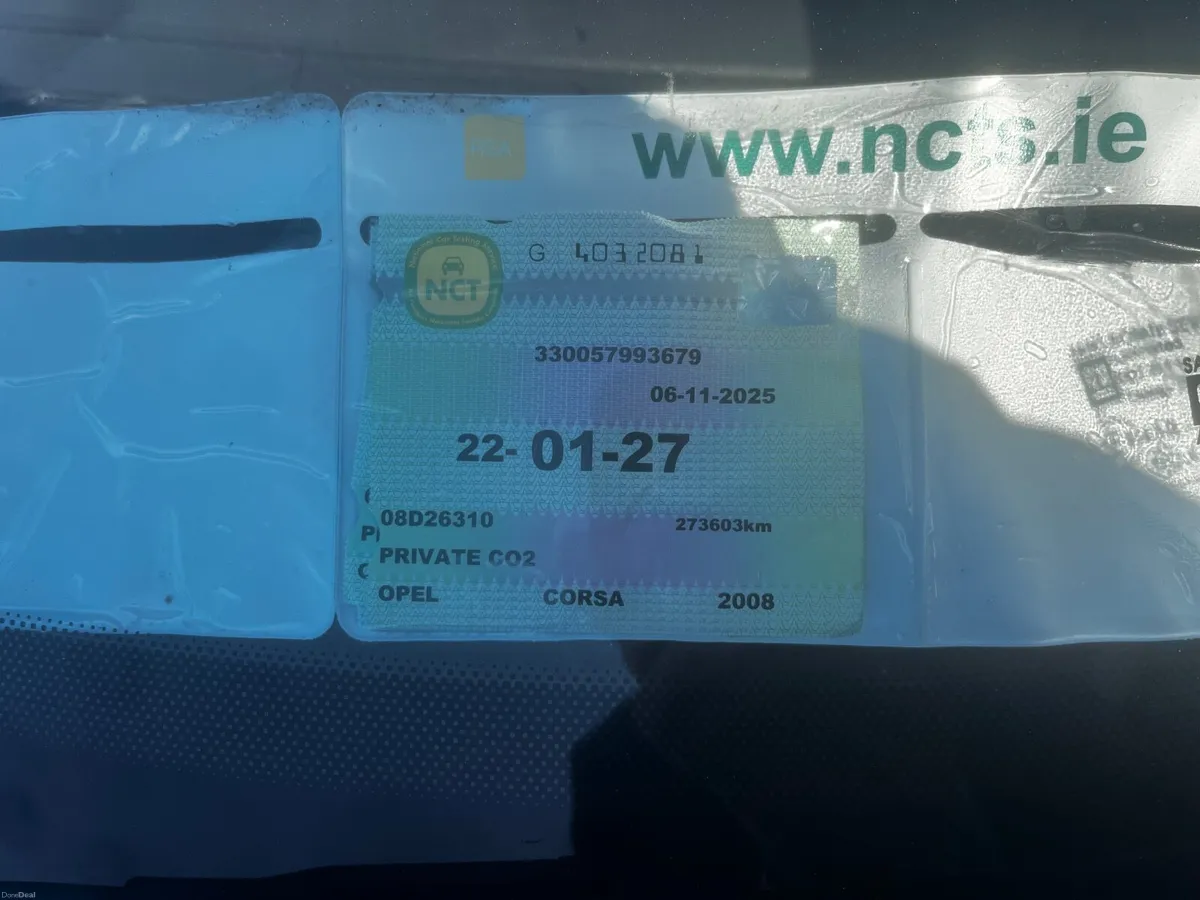 www.ncts.ie
NCT
G 4032081
330057993679
06-11-2025
22-01-27
08D26310 273603km
PRIVATE CO2
OPEL CORSA 2008
DoneDeal